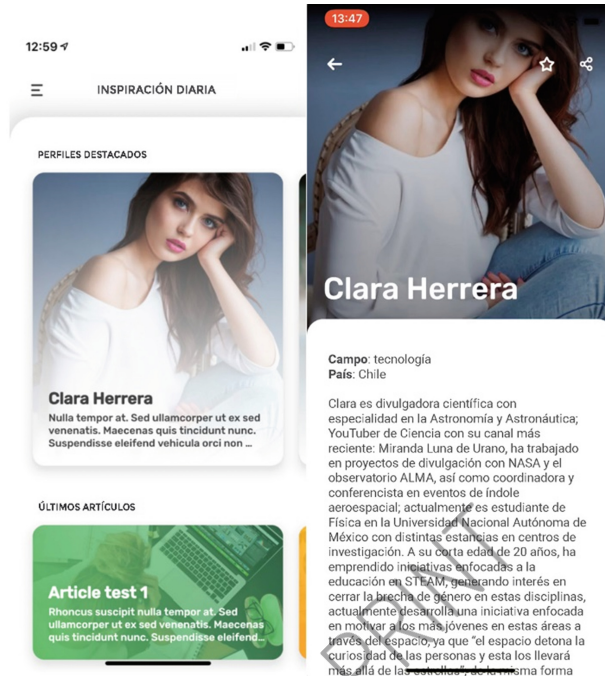 12:59
INSPIRACIÓN DIARIA
PERFILES DESTACADOS
Clara Herrera
Nulla tempor at. Sed ullamcorper ut ex sed
venenatis. Maecenas quis tincidunt nunc.
Suspendisse eleifend vehicula orci non ...
ÚLTIMOS ARTÍCULOS
Article test 1
Rhoncus suscipit nulla tempor at. Sed
ullamcorper ut ex sed venenatis. Maecenas
quis tincidunt nunc. Suspendisse eleifend...
13:47
Clara Herrera
Campo: tecnología
País: Chile
Clara es divulgadora científica con
especialidad en la Astronomía y Astronáutica;
YouTuber de Ciencia con su canal más
reciente: Miranda Luna de Urano, ha trabajado
en proyectos de divulgación con NASA y el
observatorio ALMA, así como coordinadora y
conferencista en eventos de índole
aeroespacial; actualmente es estudiante de
Física en la Universidad Nacional Autónoma de
México con distintas estancias en centros de
investigación. A su corta edad de 20 años, ha
emprendido iniciativas enfocadas a la
educación en STEAM, generando interés en
cerrar la brecha de género en estas disciplinas,
actualmente desarrolla una iniciativa enfocada
en motivar a los más jóvenes en estas áreas a
través del espacio, ya que "el espacio detona la
curiosidad de las personas y esta los llevará
más allá de las estrellas", de la misma forma